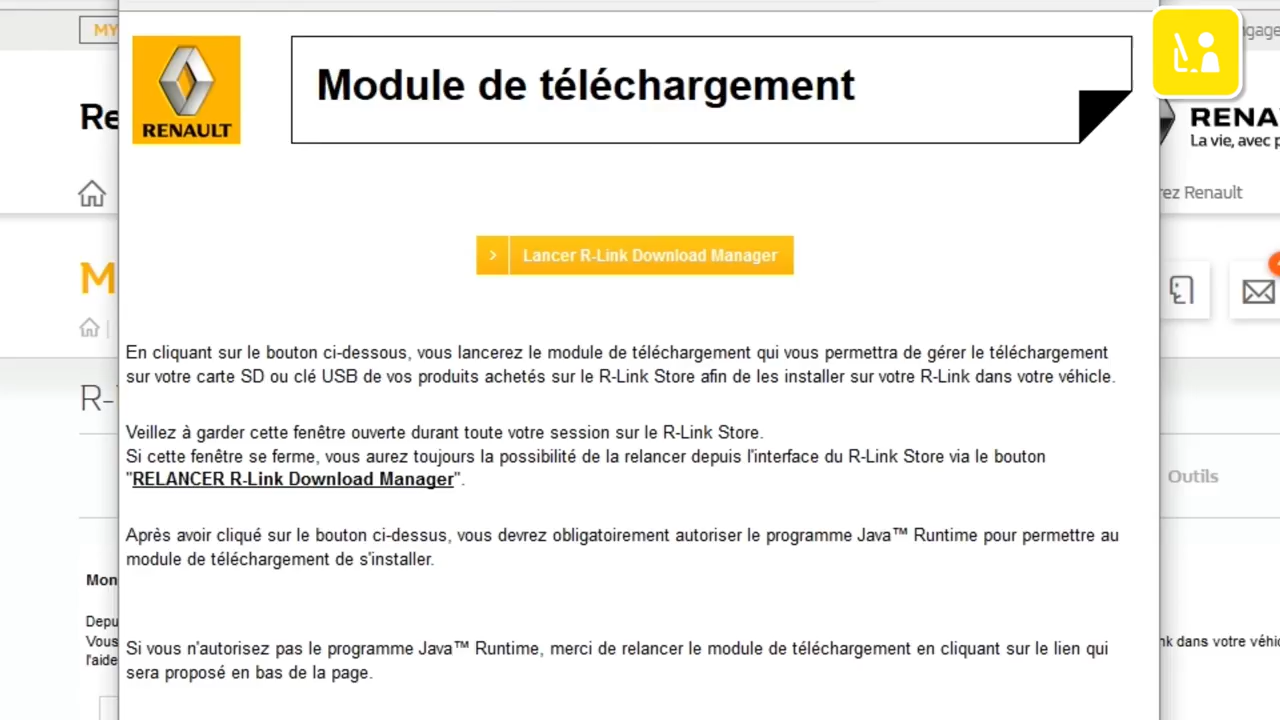 MY
RENAULT
Module de téléchargement
ngage
Re
RENA
La vie, avec p
rez Renault
> Lancer R-Link Download Manager
M
En cliquant sur le bouton ci-dessous, vous lancerez le module de téléchargement qui vous permettra de gérer le téléchargement
sur votre carte SD ou clé USB de vos produits achetés sur le R-Link Store afin de les installer sur votre R-Link dans votre véhicule.
R-
Veillez à garder cette fenêtre ouverte durant toute votre session sur le R-Link Store.
Si cette fenêtre se ferme, vous aurez toujours la possibilité de la relancer depuis l'interface du R-Link Store via le bouton
"RELANCER R-Link Download Manager".
Outils
Après avoir cliqué sur le bouton ci-dessus, vous devrez obligatoirement autoriser le programme Java™ Runtime pour permettre au
module de téléchargement de s'installer.
Mon
Depu
Vous
l'aide
nk dans votre véhic
Si vous n'autorisez pas le programme Java™ Runtime, merci de relancer le module de téléchargement en cliquant sur le lien qui
sera proposé en bas de la page.